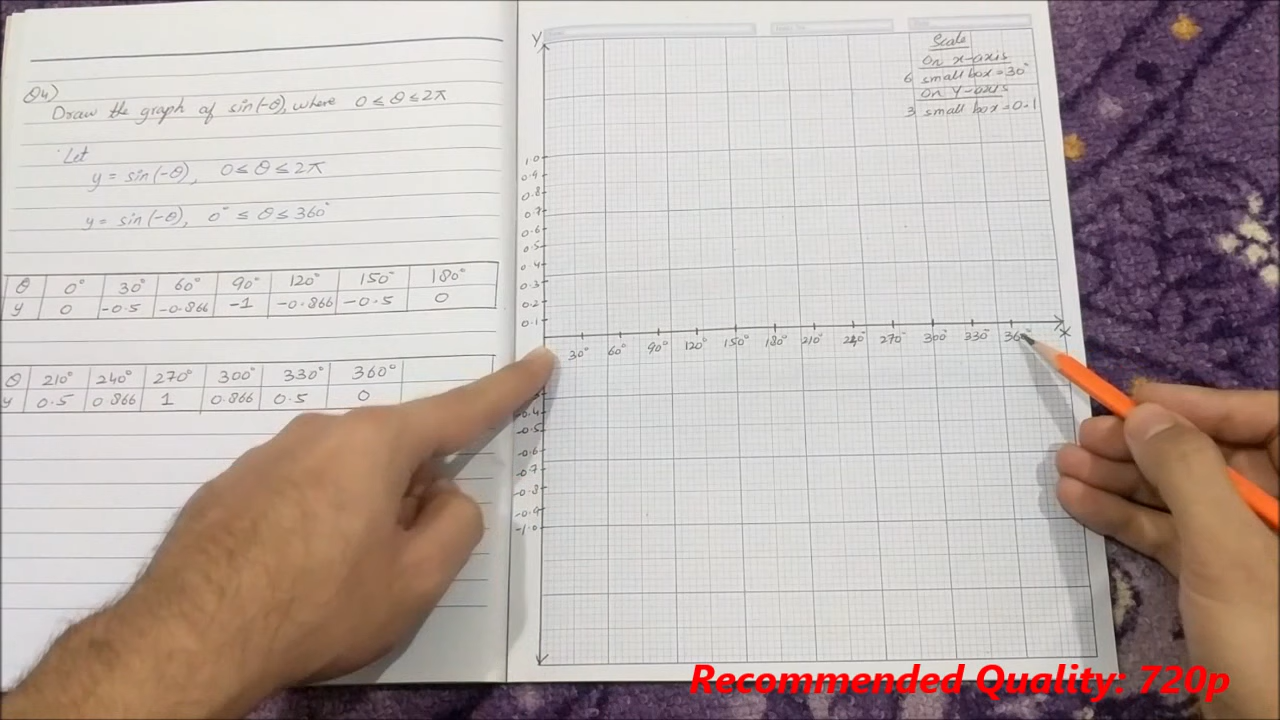 Q4)
Draw the graph of sin(-θ), where 0 ≤ θ ≤ 2π
Let
y = sin(-θ), 0 ≤ θ ≤ 2π
y = sin(-θ), 0° ≤ θ ≤ 360°
θ 0° 30° 60° 90° 120° 150° 180°
y 0 -0.5 -0.866 -1 -0.866 -0.5 0
θ 210° 240° 270° 300° 330° 360°
y 0.5 0.866 1 0.866 0.5 0
Y
Scale
On x-axis
6 small box = 30°
On Y-axis
3 small box = 0.1
1.0
0.9
0.8
0.7
0.6
0.5
0.4
0.3
0.2
0.1
30° 60° 90° 120° 150° 180° 210° 240° 270° 300° 330° 360°
X
-0.4
-0.5
-0.6
-0.7
-0.8
-0.9
-1.0
Recommended Quality: 720p